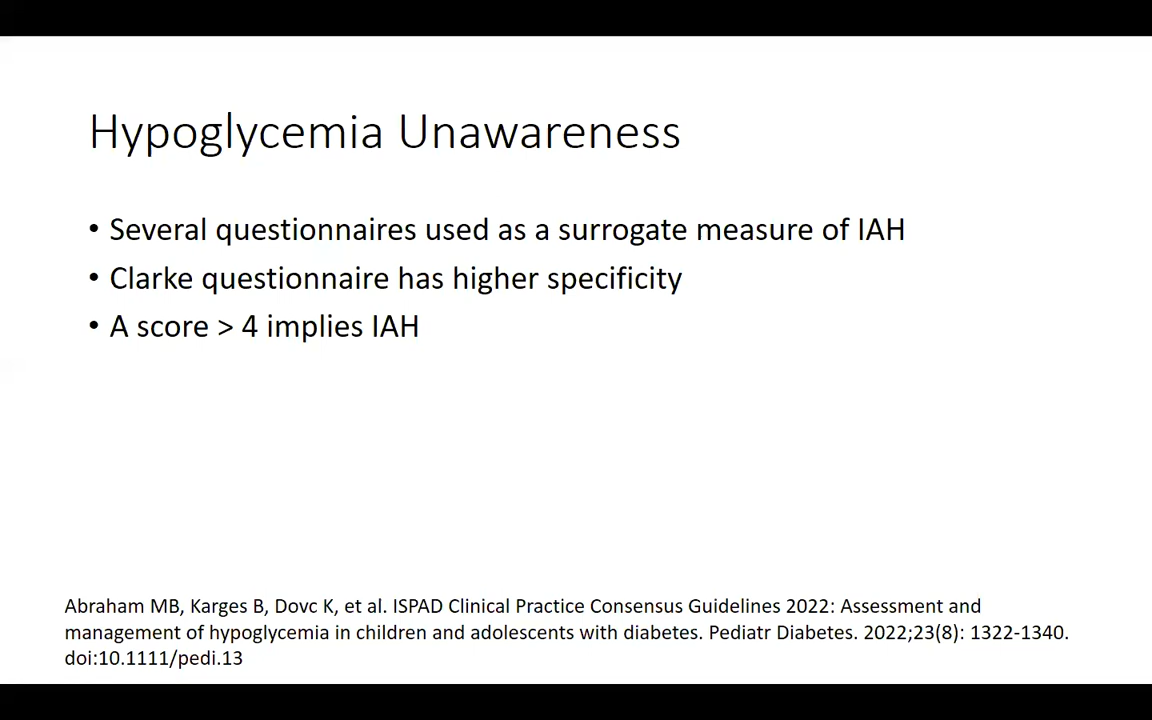 Hypoglycemia Unawareness
• Several questionnaires used as a surrogate measure of IAH
• Clarke questionnaire has higher specificity
• A score > 4 implies IAH
Abraham MB, Karges B, Dovc K, et al. ISPAD Clinical Practice Consensus Guidelines 2022: Assessment and
management of hypoglycemia in children and adolescents with diabetes. Pediatr Diabetes. 2022;23(8): 1322-1340.
doi:10.1111/pedi.13